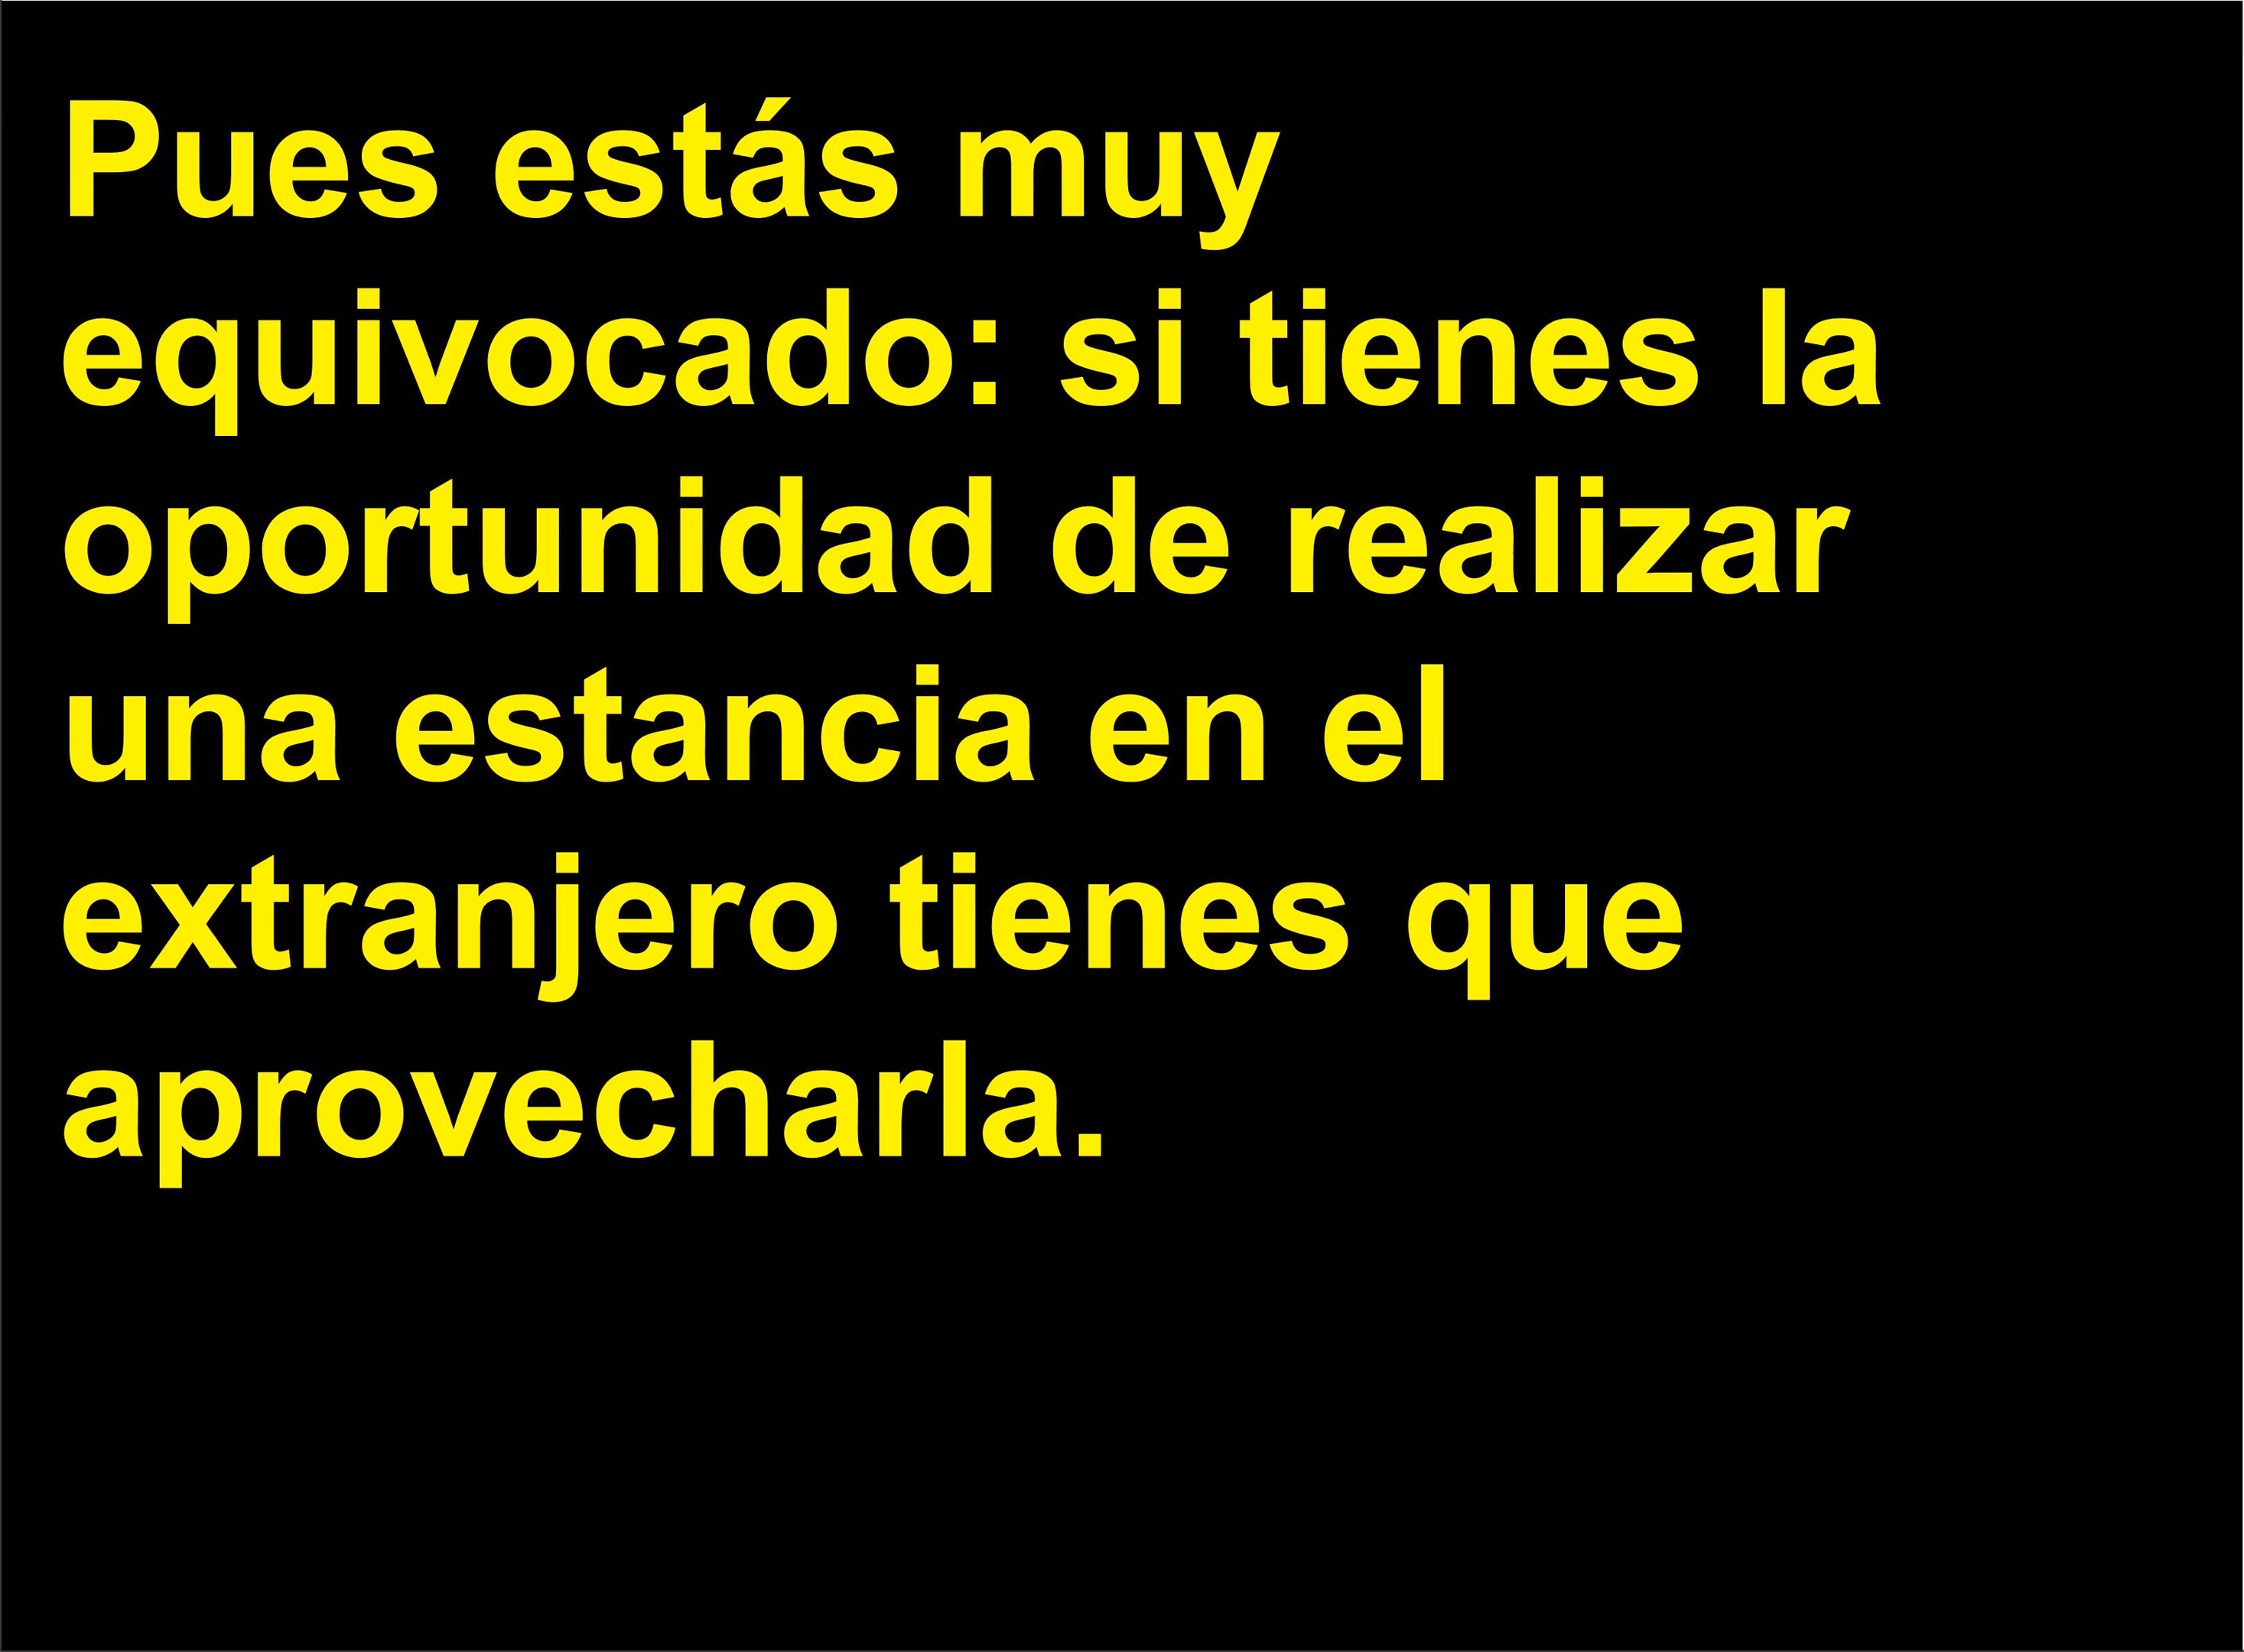 Pues estás muy
equivocado: si tienes la
oportunidad de realizar
una estancia en el
extranjero tienes que
aprovecharla.